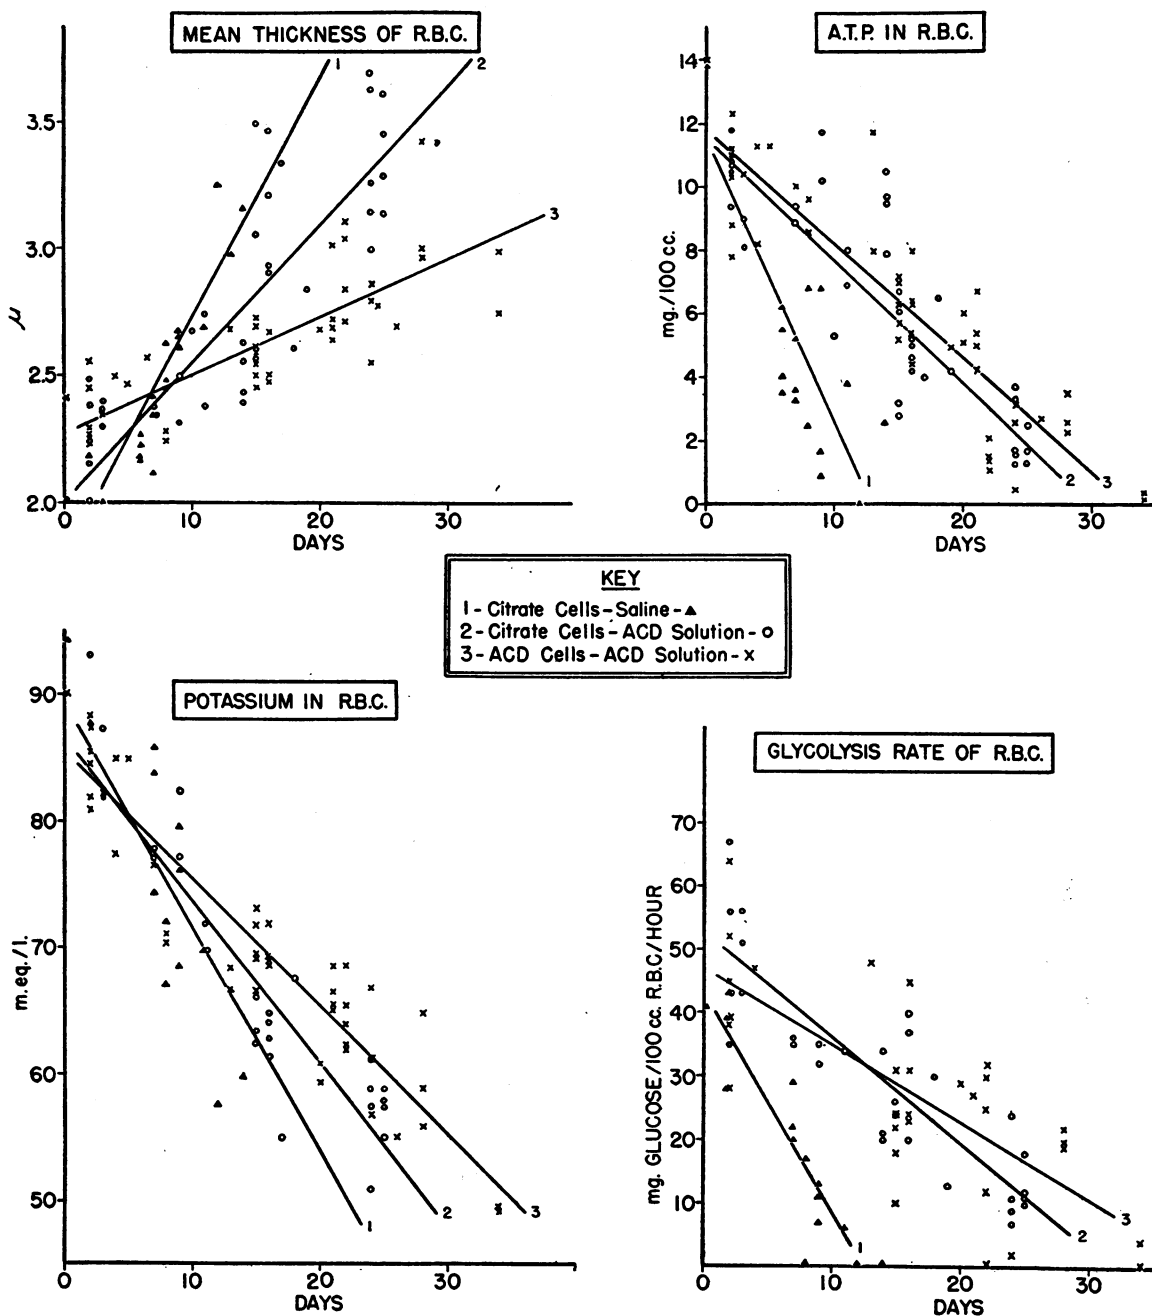 MEAN THICKNESS OF R.B.C.
1
2
3
3.5
3.0
2.5
2.0
μ
0 10 20 30
DAYS
A.T.P. IN R.B.C.
14
12
10
8
6
4
2
0
mg./100 cc.
1
2
3
0 10 20 30
DAYS
KEY
1 - Citrate Cells - Saline - ▲
2 - Citrate Cells - ACD Solution - o
3 - ACD Cells - ACD Solution - x
POTASSIUM IN R.B.C.
90
80
70
60
50
m.eq./l.
1
2
3
0 10 20 30
DAYS
GLYCOLYSIS RATE OF R.B.C.
70
60
50
40
30
20
10
mg. GLUCOSE/100 cc. R.B.C./HOUR
1
2
3
0 10 20 30
DAYS